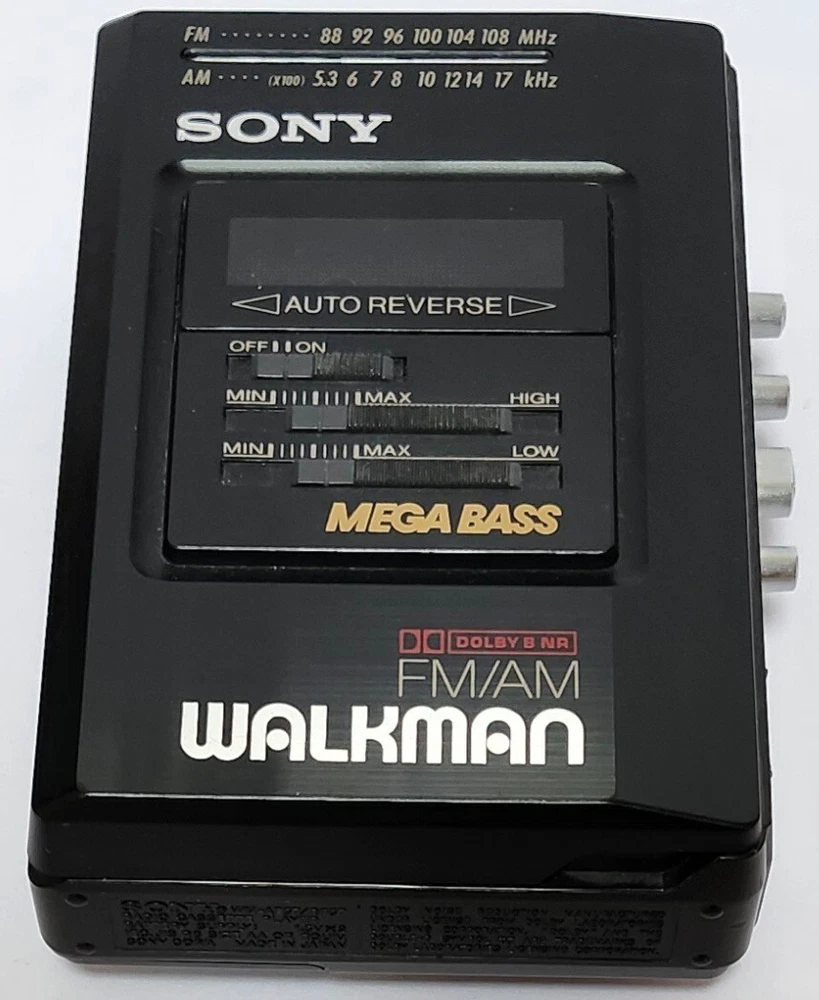 FM ········ 88 92 96 100 104 108 MHz
AM ···· (X100) 5.3 6 7 8 10 12 14 17 kHz
SONY
AUTO REVERSE
OFF ON
MIN MAX HIGH
MIN MAX LOW
MEGA BASS
DOLBY B NR
FM/AM
WALKMAN